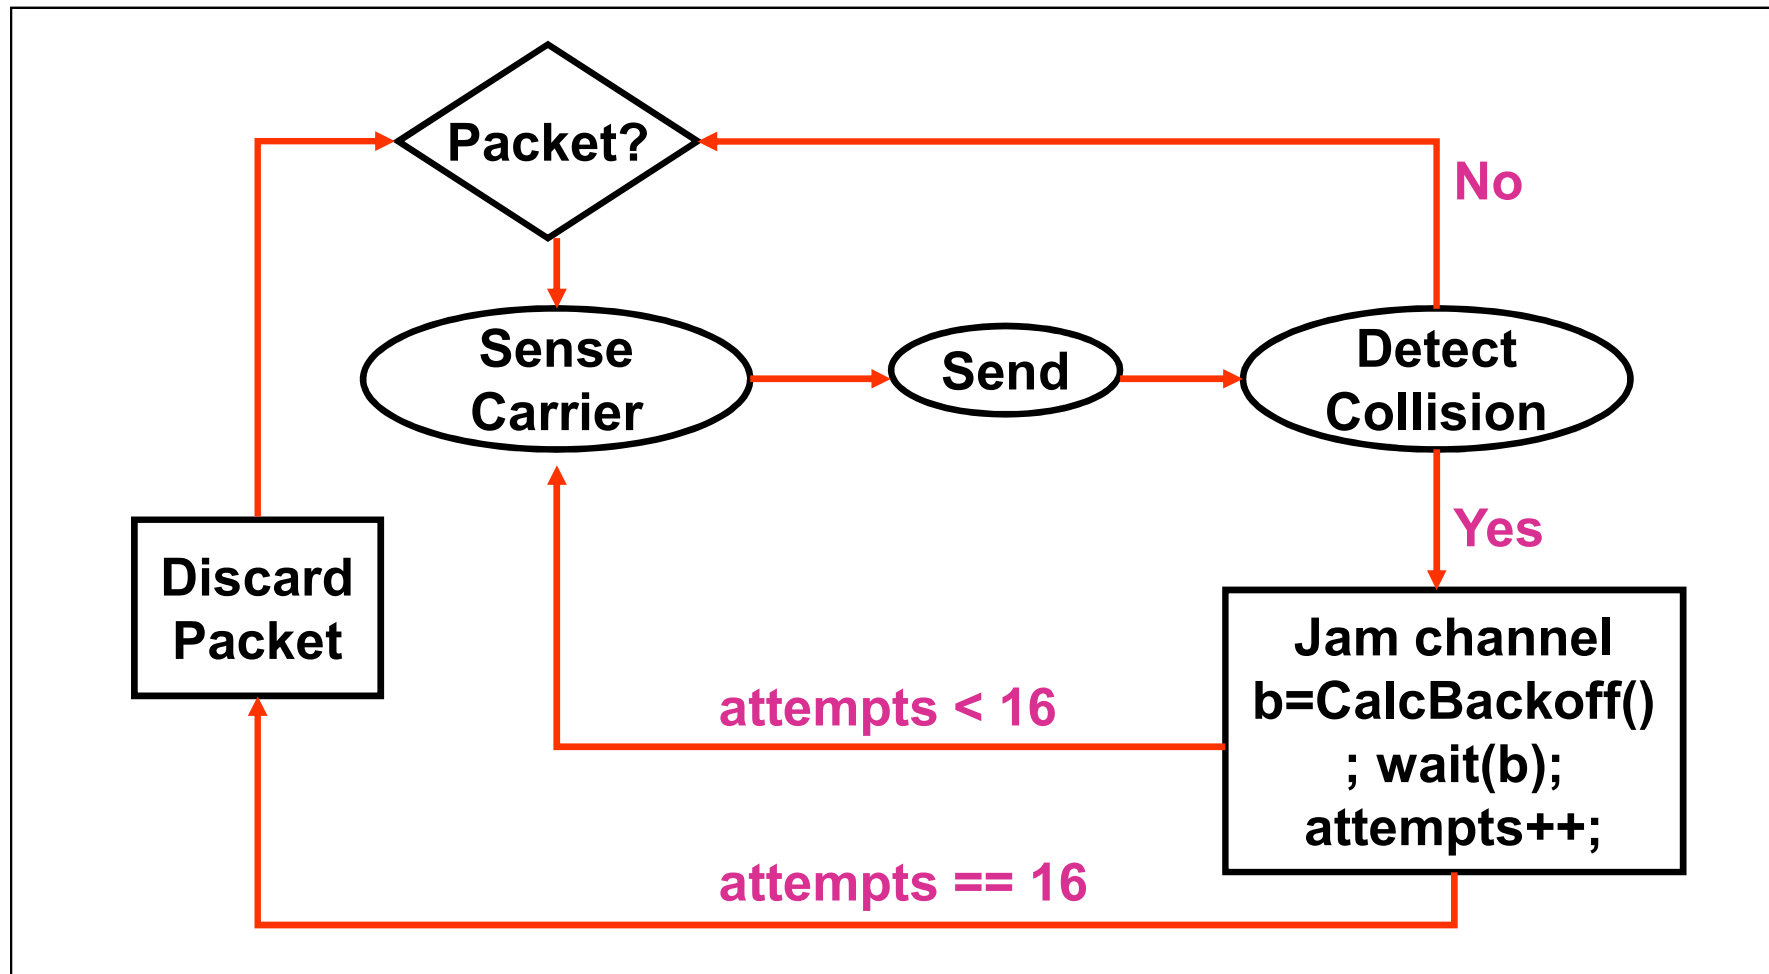 Packet?
No
Sense
Carrier
Send
Detect
Collision
Yes
Discard
Packet
Jam channel
b=CalcBackoff()
; wait(b);
attempts++;
attempts < 16
attempts == 16